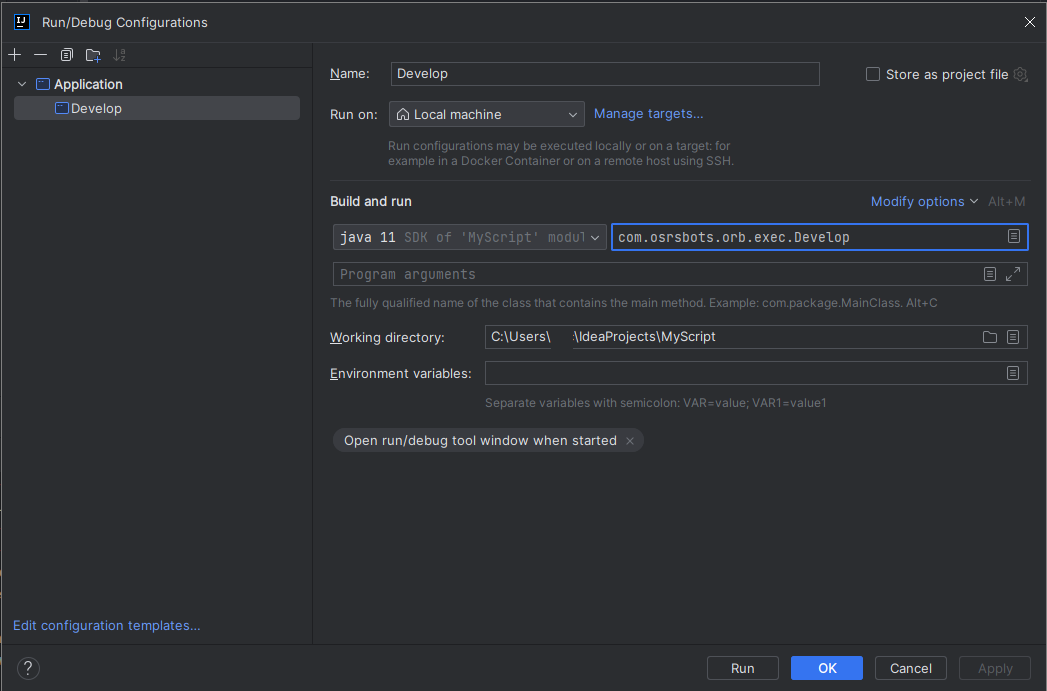 Run/Debug Configurations
Application
Develop
Edit configuration templates...
Name:
Develop
Store as project file
Run on:
Local machine
Manage targets...
Run configurations may be executed locally or on a target: for
example in a Docker Container or on a remote host using SSH.
Build and run
Modify options
Alt+M
java 11 SDK of 'MyScript' modul
com.osrsbots.orb.exec.Develop
Program arguments
The fully qualified name of the class that contains the main method. Example: com.package.MainClass. Alt+C
Working directory:
C:\Users\ \IdeaProjects\MyScript
Environment variables:
Separate variables with semicolon: VAR=value; VAR1=value1
Open run/debug tool window when started
?
Run
OK
Cancel
Apply